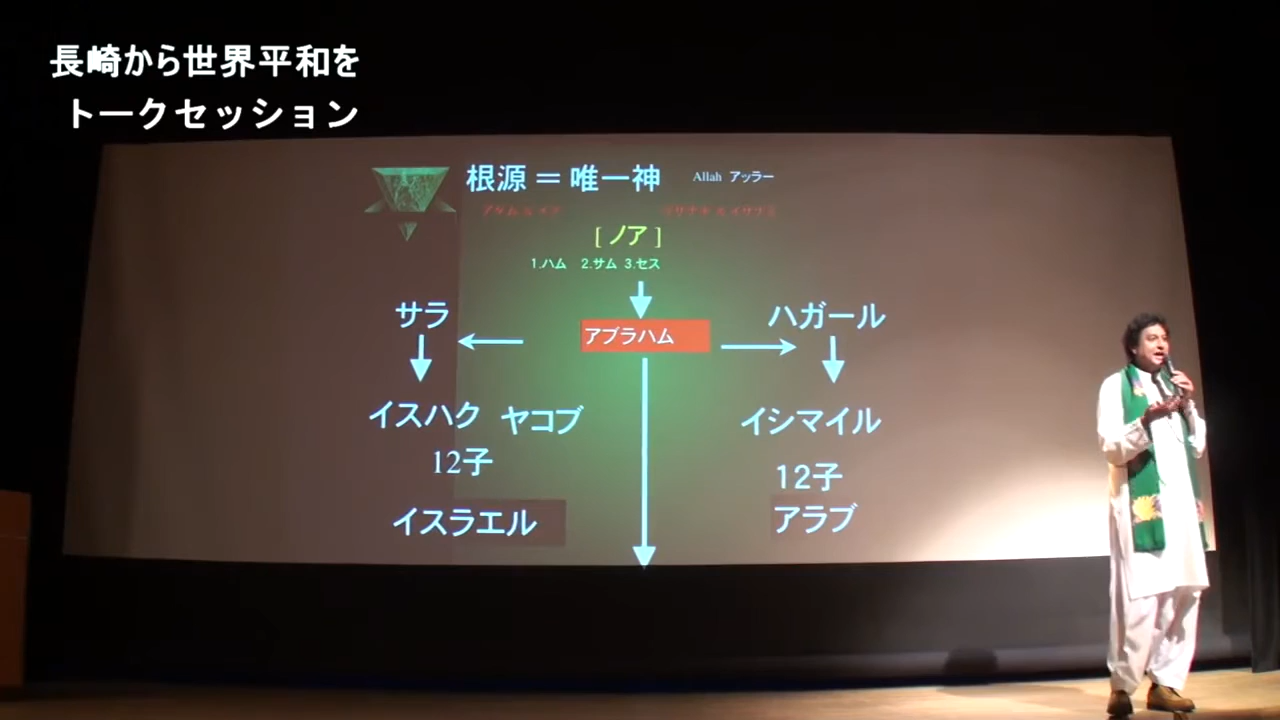 長崎から世界平和を
トークセッション
根源＝唯一神 Allah アッラー
[ ノア ]
1.ハム 2.サム 3.セス
サラ アブラハム ハガール
イスハク ヤコブ イシマイル
12子 12子
イスラエル アラブ